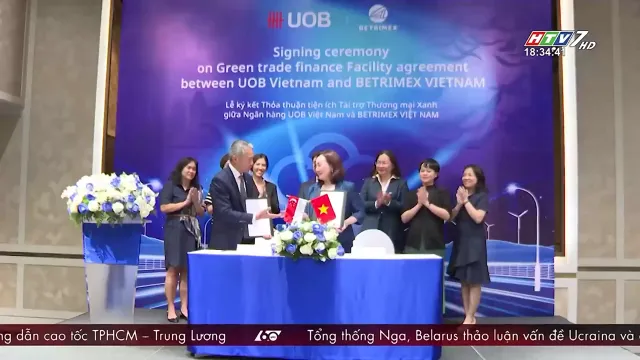 UOB
BETRIMEX
HTV7 HD
18:34:41
Signing ceremony
on Green trade finance Facility agreement
between UOB Vietnam and BETRIMEX VIETNAM
Lễ ký kết Thỏa thuận tiện ích Tài trợ Thương mại Xanh
giữa Ngân hàng UOB Việt Nam và BETRIMEX VIỆT NAM
ng dẫn cao tốc TPHCM – Trung Lương 60 Tổng thống Nga, Belarus thảo luận vấn đề Ucraina và